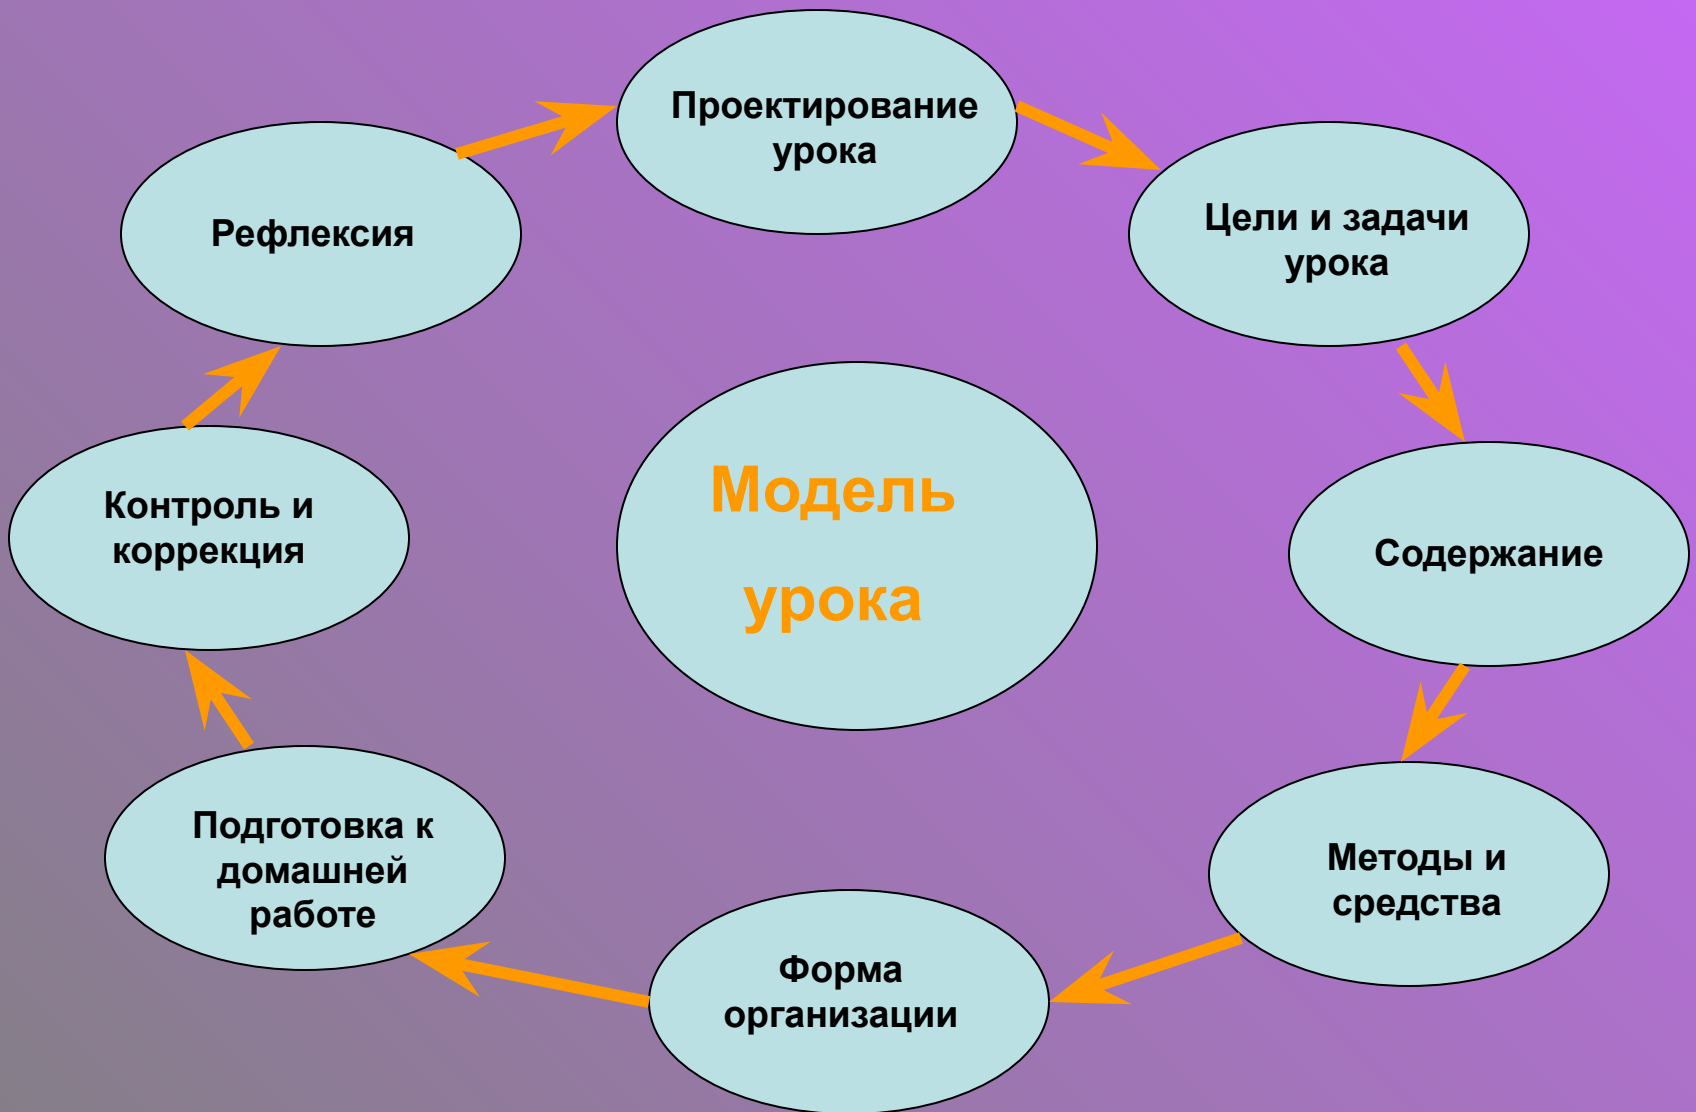 Проектирование
урока
Цели и задачи
урока
Рефлексия
Модель
урока
Контроль и
коррекция
Содержание
Подготовка к
домашней
работе
Методы и
средства
Форма
организации